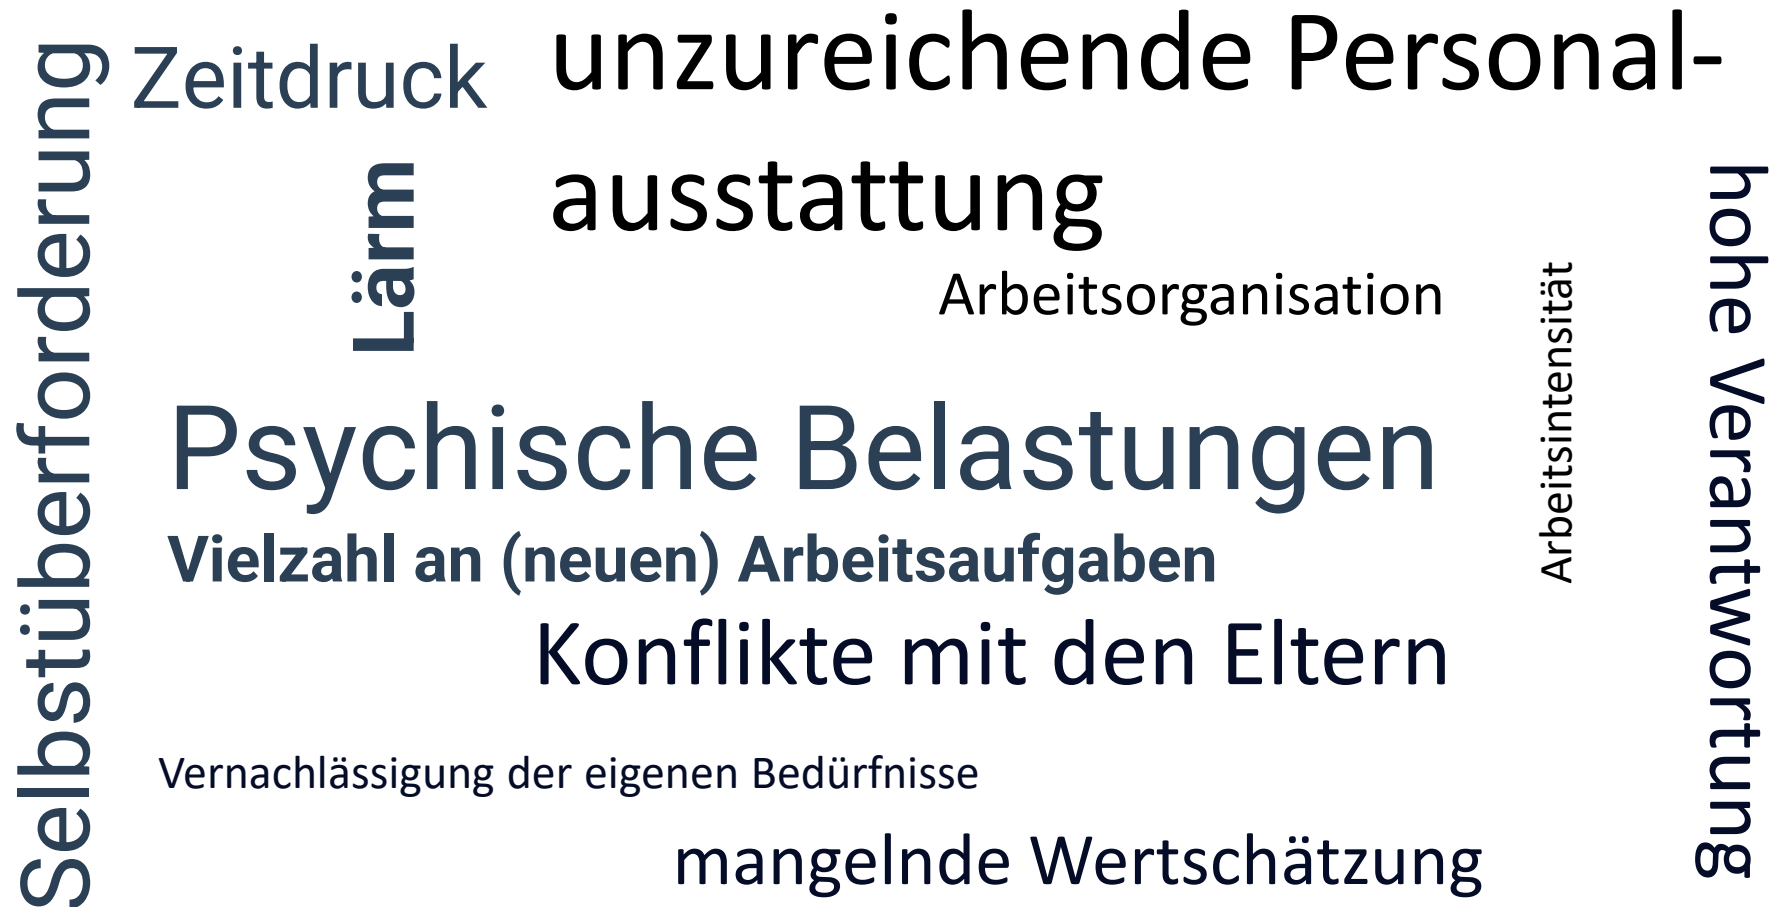 Selbstüberforderung
Zeitdruck
unzureichende Personal-
ausstattung
Lärm
Arbeitsorganisation
Arbeitsintensität
hohe Verantwortung
Psychische Belastungen
Vielzahl an (neuen) Arbeitsaufgaben
Konflikte mit den Eltern
Vernachlässigung der eigenen Bedürfnisse
mangelnde Wertschätzung